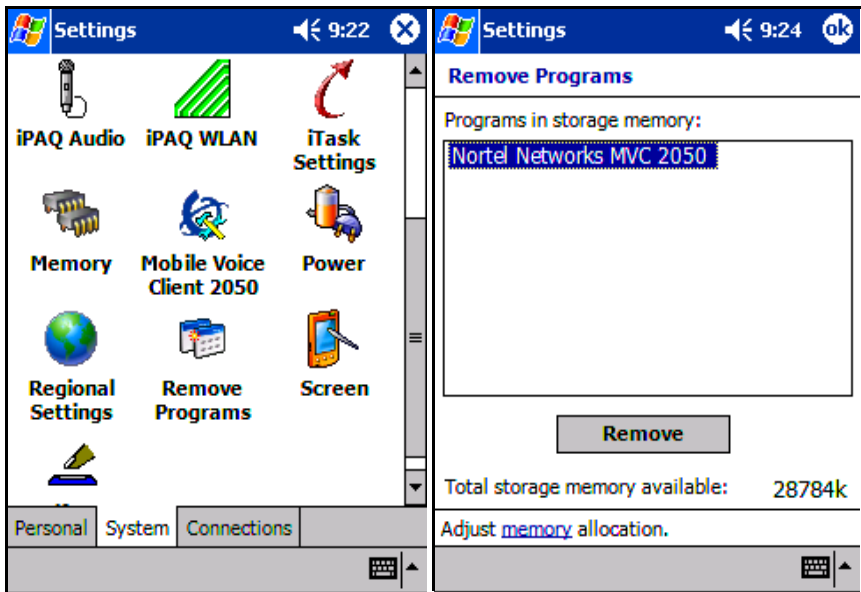 Settings 9:22
iPAQ Audio iPAQ WLAN iTask
Settings
Memory Mobile Voice Power
Client 2050
Regional Remove Screen
Settings Programs
Personal System Connections
Settings 9:24 ok
Remove Programs
Programs in storage memory:
Nortel Networks MVC 2050
Remove
Total storage memory available: 28784k
Adjust memory allocation.